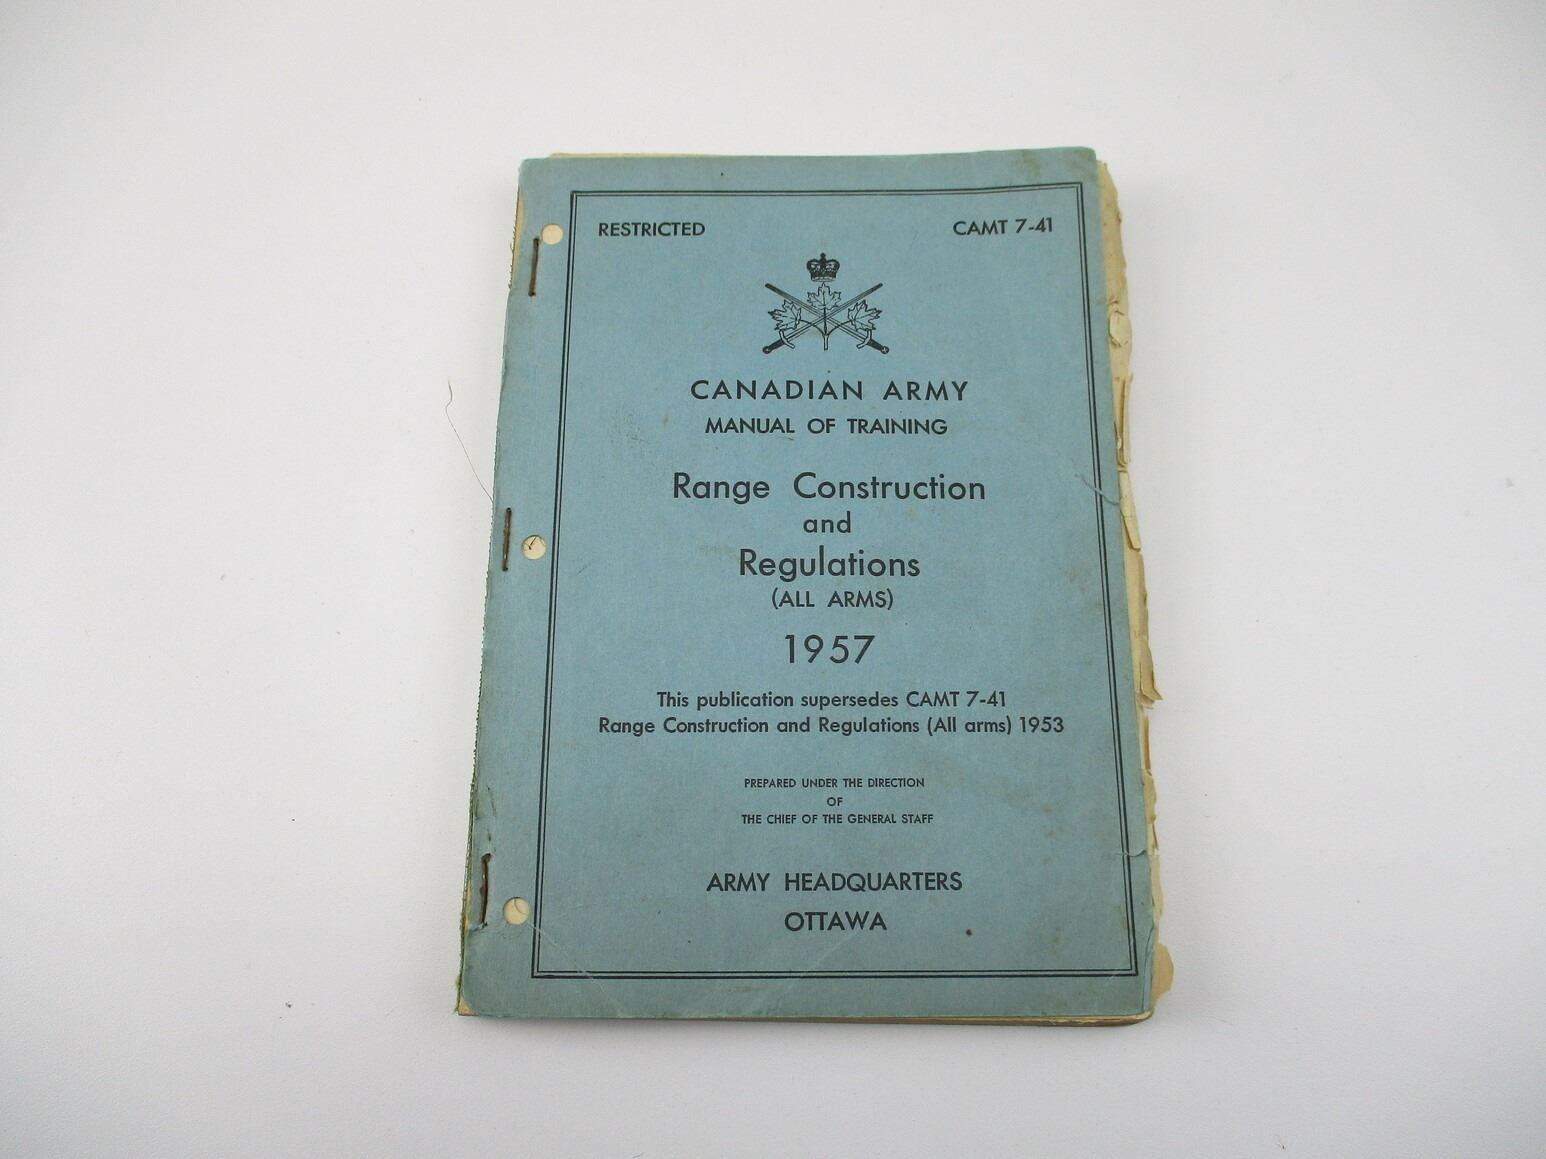 RESTRICTED CAMT 7-41
CANADIAN ARMY
MANUAL OF TRAINING
Range Construction
and
Regulations
(ALL ARMS)
1957
This publication supersedes CAMT 7-41
Range Construction and Regulations (All arms) 1953
PREPARED UNDER THE DIRECTION
OF
THE CHIEF OF THE GENERAL STAFF
ARMY HEADQUARTERS
OTTAWA